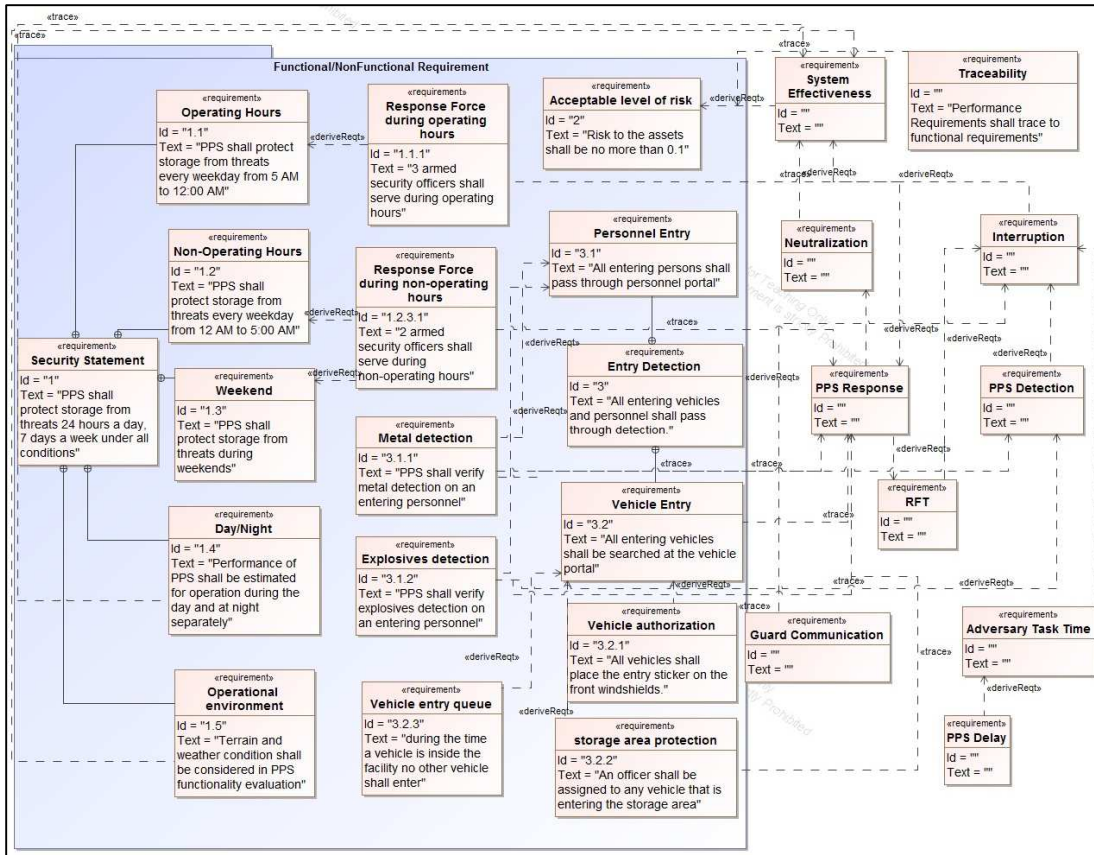 «trace»
«trace»
«trace»
Functional/NonFunctional Requirement
«requirement»
Operating Hours
Id = "1.1"
Text = "PPS shall protect
storage from threats
every weekday from 5 AM
to 12:00 AM"
«deriveReqt»
«requirement»
Response Force
during operating
hours
Id = "1.1.1"
Text = "3 armed
security officers shall
serve during operating
hours"
«requirement»
Acceptable level of risk
Id = "2"
Text = "Risk to the assets
shall be no more than 0.1"
«deriveReqt»
«requirement»
System
Effectiveness
Id = ""
Text = ""
«requirement»
Traceability
Id = ""
Text = "Performance
Requirements shall trace to
functional requirements"
«deriveReqt»
«deriveReqt»
«requirement»
Non-Operating Hours
Id = "1.2"
Text = "PPS shall
protect storage from
threats every weekday
from 12 AM to 5:00 AM"
«deriveReqt»
«requirement»
Response Force
during non-operating
hours
Id = "1.2.3.1"
Text = "2 armed
security officers shall
serve during
non-operating hours"
«deriveReqt»
«requirement»
Personnel Entry
Id = "3.1"
Text = "All entering persons shall
pass through personnel portal"
«requirement»
Neutralization
Id = ""
Text = ""
«requirement»
Interruption
Id = ""
Text = ""
«trace»
«deriveReqt»
«requirement»
Security Statement
Id = "1"
Text = "PPS shall
protect storage from
threats 24 hours a day,
7 days a week under all
conditions"
«requirement»
Weekend
Id = "1.3"
Text = "PPS shall
protect storage from
threats during
weekends"
«requirement»
Entry Detection
Id = "3"
Text = "All entering vehicles
and personnel shall pass
through detection."
«requirement»
PPS Response
Id = ""
Text = ""
«requirement»
PPS Detection
Id = ""
Text = ""
«deriveReqt»
«requirement»
Metal detection
Id = "3.1.1"
Text = "PPS shall verify
metal detection on an
entering personnel"
«deriveReqt»
«trace»
«deriveReqt»
«requirement»
RFT
Id = ""
Text = ""
«requirement»
Vehicle Entry
Id = "3.2"
Text = "All entering vehicles
shall be searched at the vehicle
portal"
«trace»
«requirement»
Day/Night
Id = "1.4"
Text = "Performance of
PPS shall be estimated
for operation during the
day and at night
separately"
«requirement»
Explosives detection
Id = "3.1.2"
Text = "PPS shall verify
explosives detection on
an entering personnel"
«deriveReqt»
«deriveReqt»
«requirement»
Vehicle authorization
Id = "3.2.1"
Text = "All vehicles shall
place the entry sticker on the
front windshields."
«trace»
«requirement»
Guard Communication
Id = ""
Text = ""
«trace»
«requirement»
Adversary Task Time
Id = ""
Text = ""
«deriveReqt»
«requirement»
Operational
environment
Id = "1.5"
Text = "Terrain and
weather condition shall
be considered in PPS
functionality evaluation"
«deriveReqt»
«requirement»
Vehicle entry queue
Id = "3.2.3"
Text = "during the time
a vehicle is inside the
facility no other vehicle
shall enter"
«deriveReqt»
«requirement»
storage area protection
Id = "3.2.2"
Text = "An officer shall be
assigned to any vehicle that is
entering the storage area"
«requirement»
PPS Delay
Id = ""
Text = ""